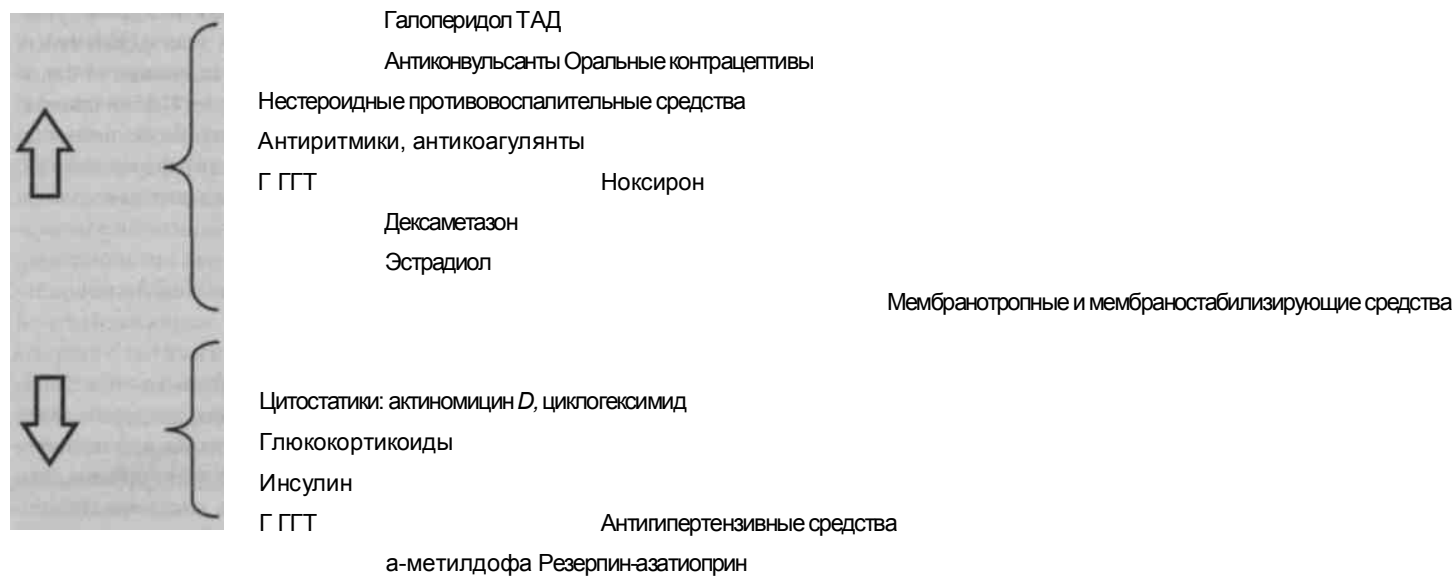 Галоперидол ТАД
Антиконвульсанты Оральные контрацептивы
Нестероидные противовоспалительные средства
Антиритмики, антикоагулянты
Г ГГТ Ноксирон
Дексаметазон
Эстрадиол
Мембранотропные и мембраностабилизирующие средства
Цитостатики: актиномицин D, циклогексимид
Глюкокортикоиды
Инсулин
Г ГГТ Антигипертензивные средства
а-метилдофа Резерпин-азатиоприн